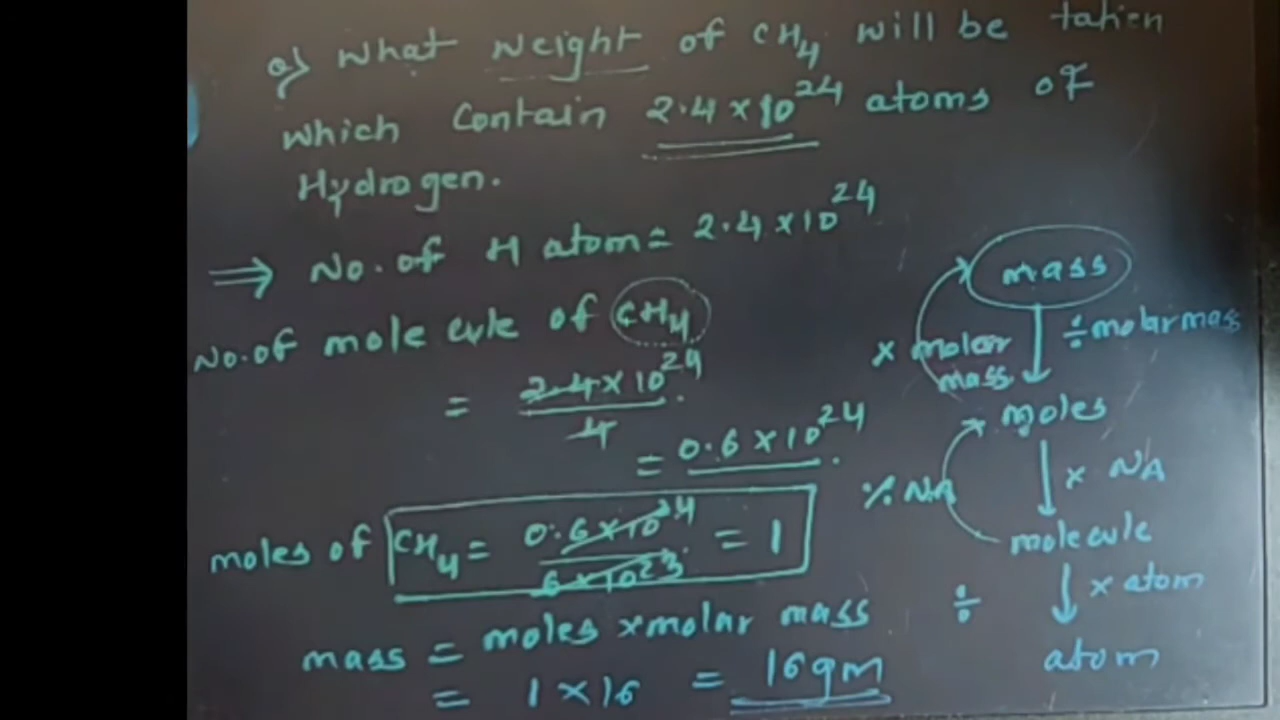 Q) What Weight of CH4 will be taken
which contain 2.4 × 10^24 atoms of
Hydrogen.
⇒ No. of H atom = 2.4 × 10^24
No. of molecule of CH4
= 2.4 × 10^24 / 4
= 0.6 × 10^24.
moles of CH4 = 0.6 × 10^24 / 6 × 10^23 = 1
mass = moles × molar mass
= 1 × 16 = 16 gm
mass
× molar mass
÷ molar mass
moles
% NA
× NA
molecule
÷
× atom
atom